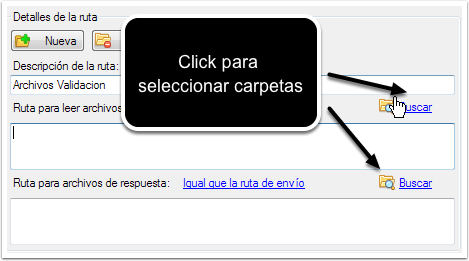 Detalles de la ruta
Nueva
Click para
seleccionar carpetas
Descripción de la ruta:
Archivos Validacion
Ruta para leer archivos
Buscar
Ruta para archivos de respuesta: Igual que la ruta de envío Buscar